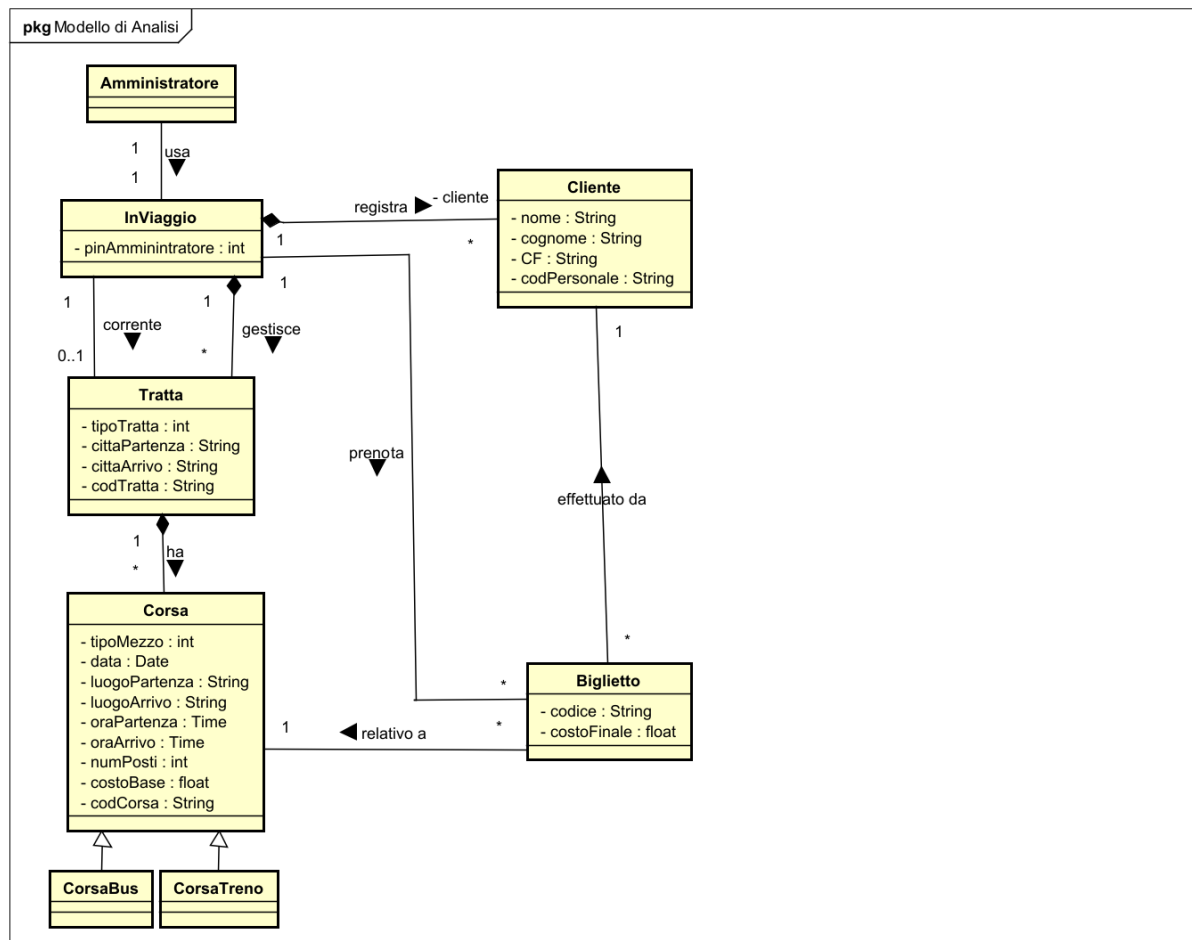 pkg Modello di Analisi
Amministratore
1
usa
1
InViaggio
- pinAmminintratore : int
registra
- cliente
1
*
Cliente
- nome : String
- cognome : String
- CF : String
- codPersonale : String
1
1
1
1
corrente
gestisce
0..1
*
Tratta
- tipoTratta : int
- cittaPartenza : String
- cittaArrivo : String
- codTratta : String
prenota
effettuato da
1
ha
*
Corsa
- tipoMezzo : int
- data : Date
- luogoPartenza : String
- luogoArrivo : String
- oraPartenza : Time
- oraArrivo : Time
- numPosti : int
- costoBase : float
- codCorsa : String
*
*
1
relativo a
*
Biglietto
- codice : String
- costoFinale : float
CorsaBus
CorsaTreno